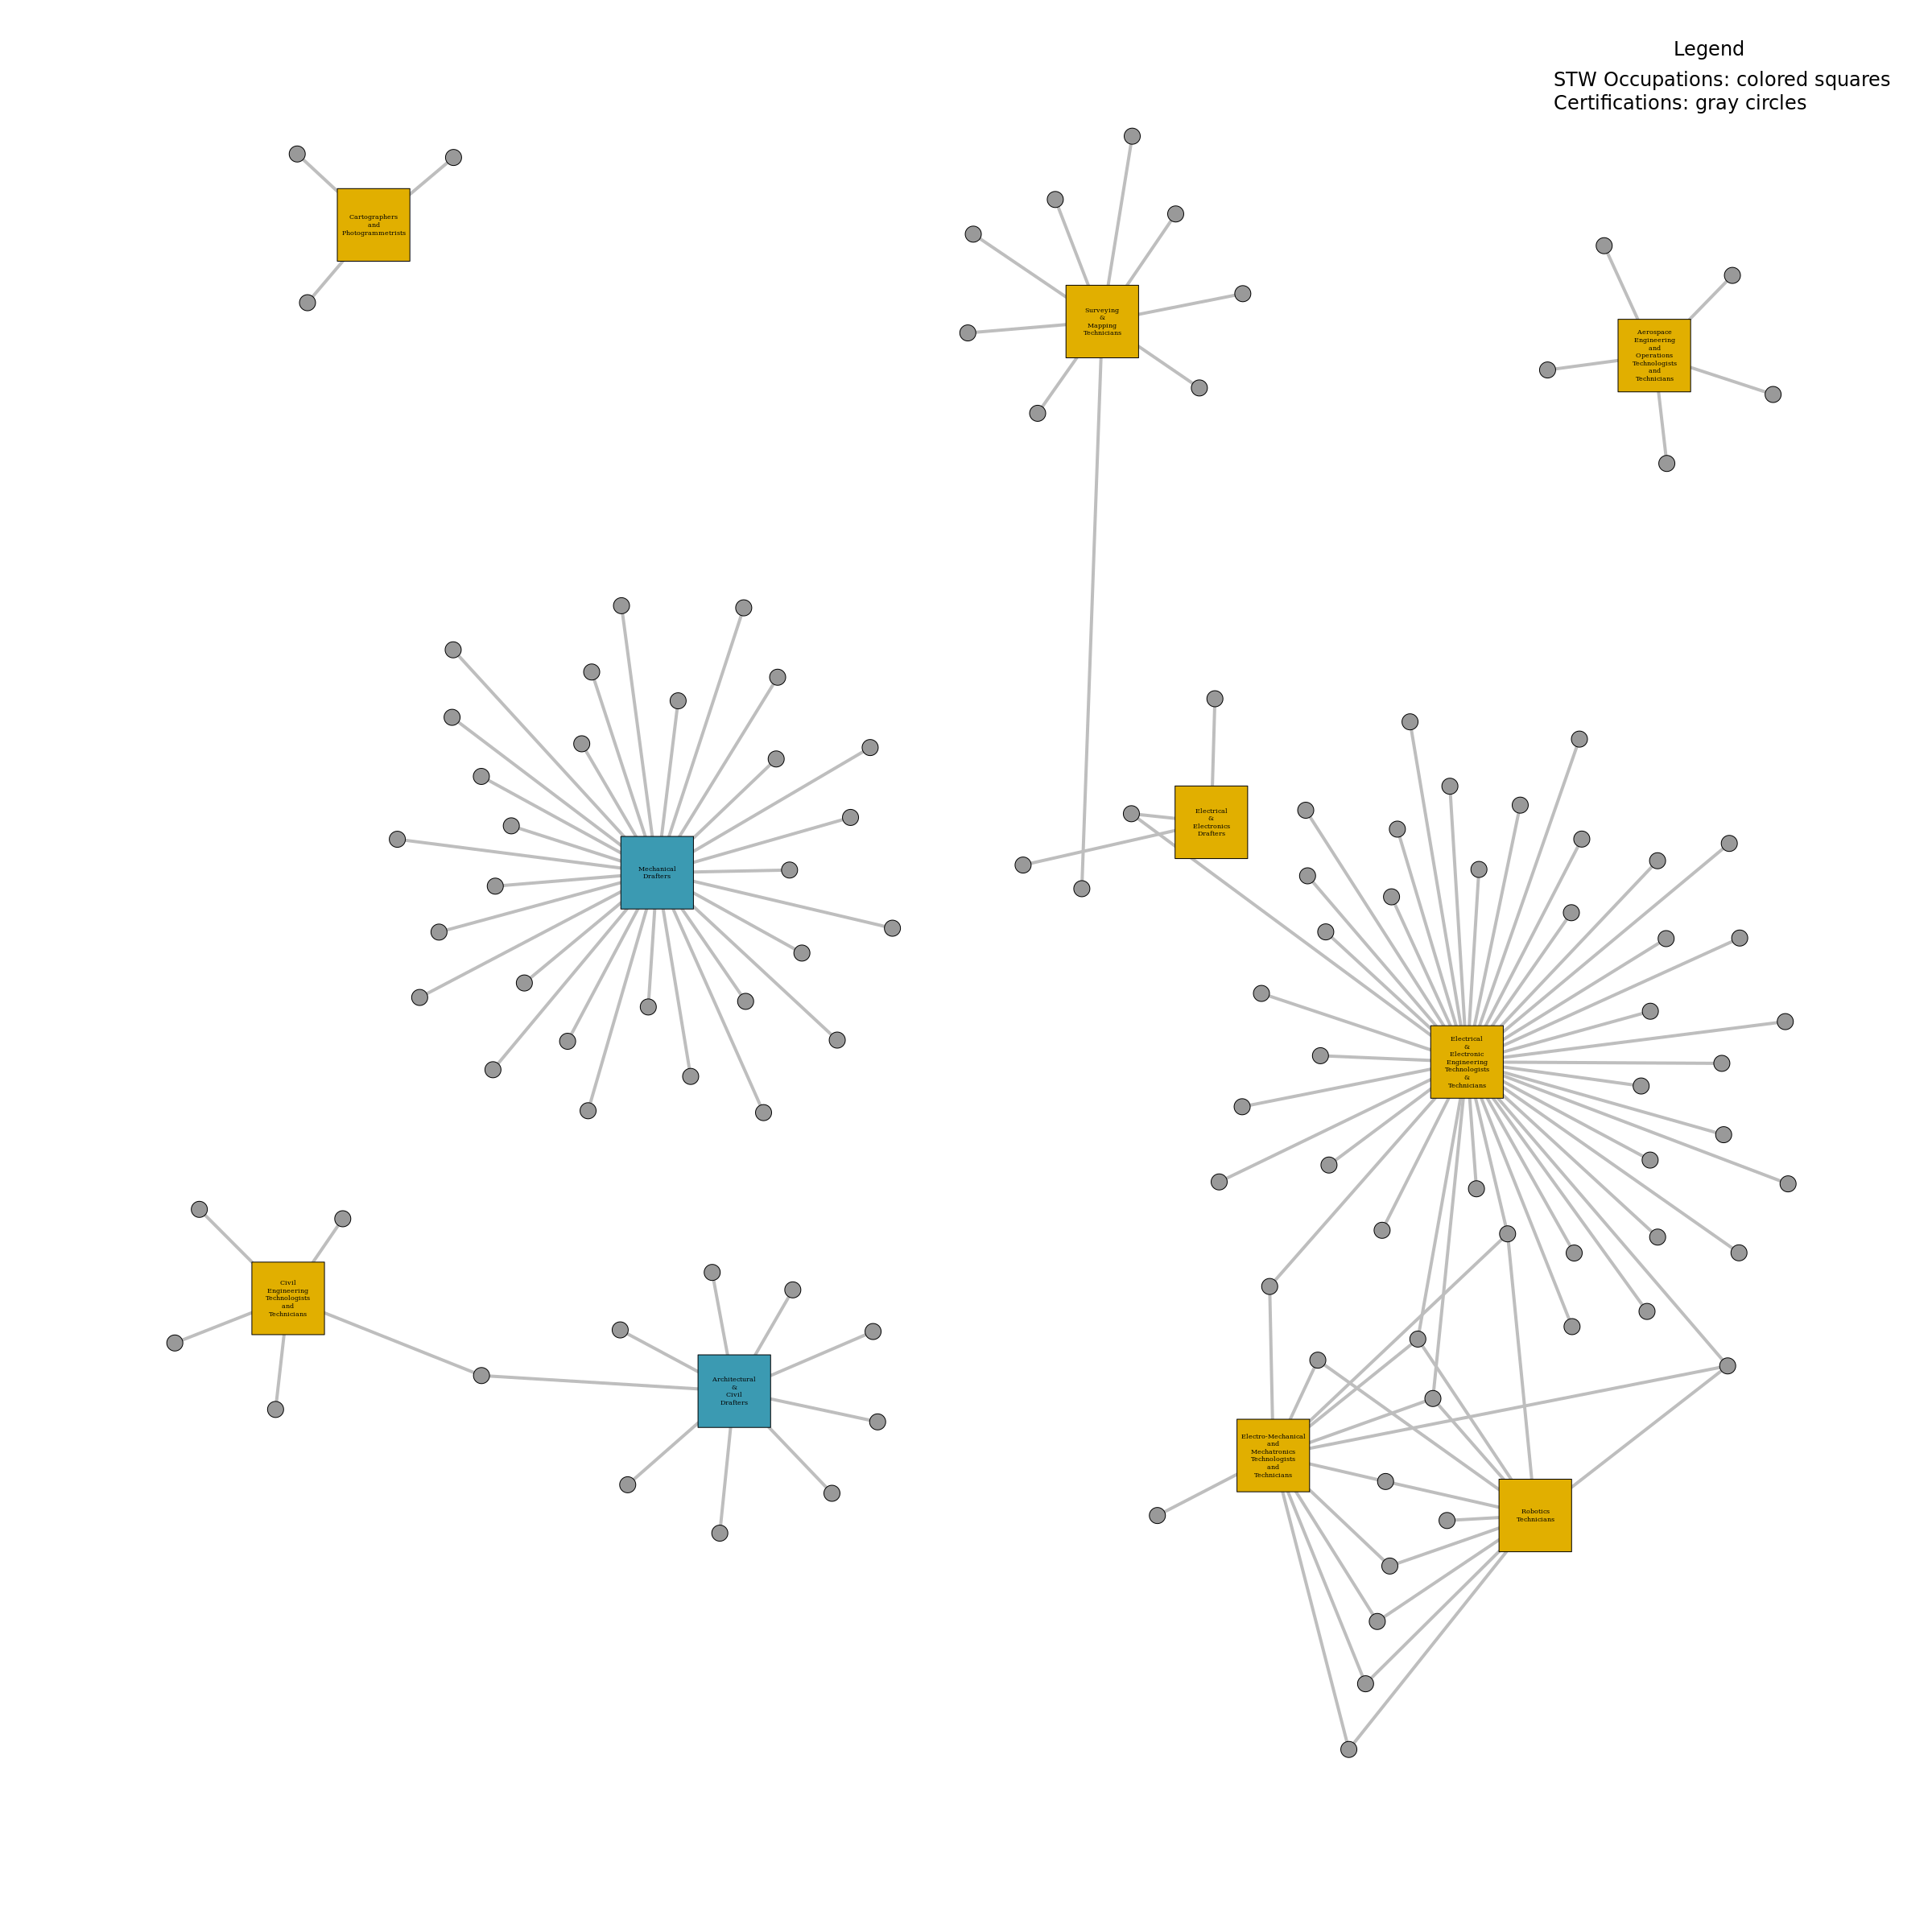 Legend
STW Occupations: colored squares
Certifications: gray circles
Cartographers
and
Photogrammetrists
Surveying
&
Mapping
Technicians
Aerospace
Engineering
and
Operations
Technologists
and
Technicians
Electrical
&
Electronics
Drafters
Mechanical
Drafters
Electrical
&
Electronic
Engineering
Technologists
&
Technicians
Civil
Engineering
Technologists
and
Technicians
Architectural
&
Civil
Drafters
Electro-Mechanical
and
Mechatronics
Technologists
and
Technicians
Robotics
Technicians